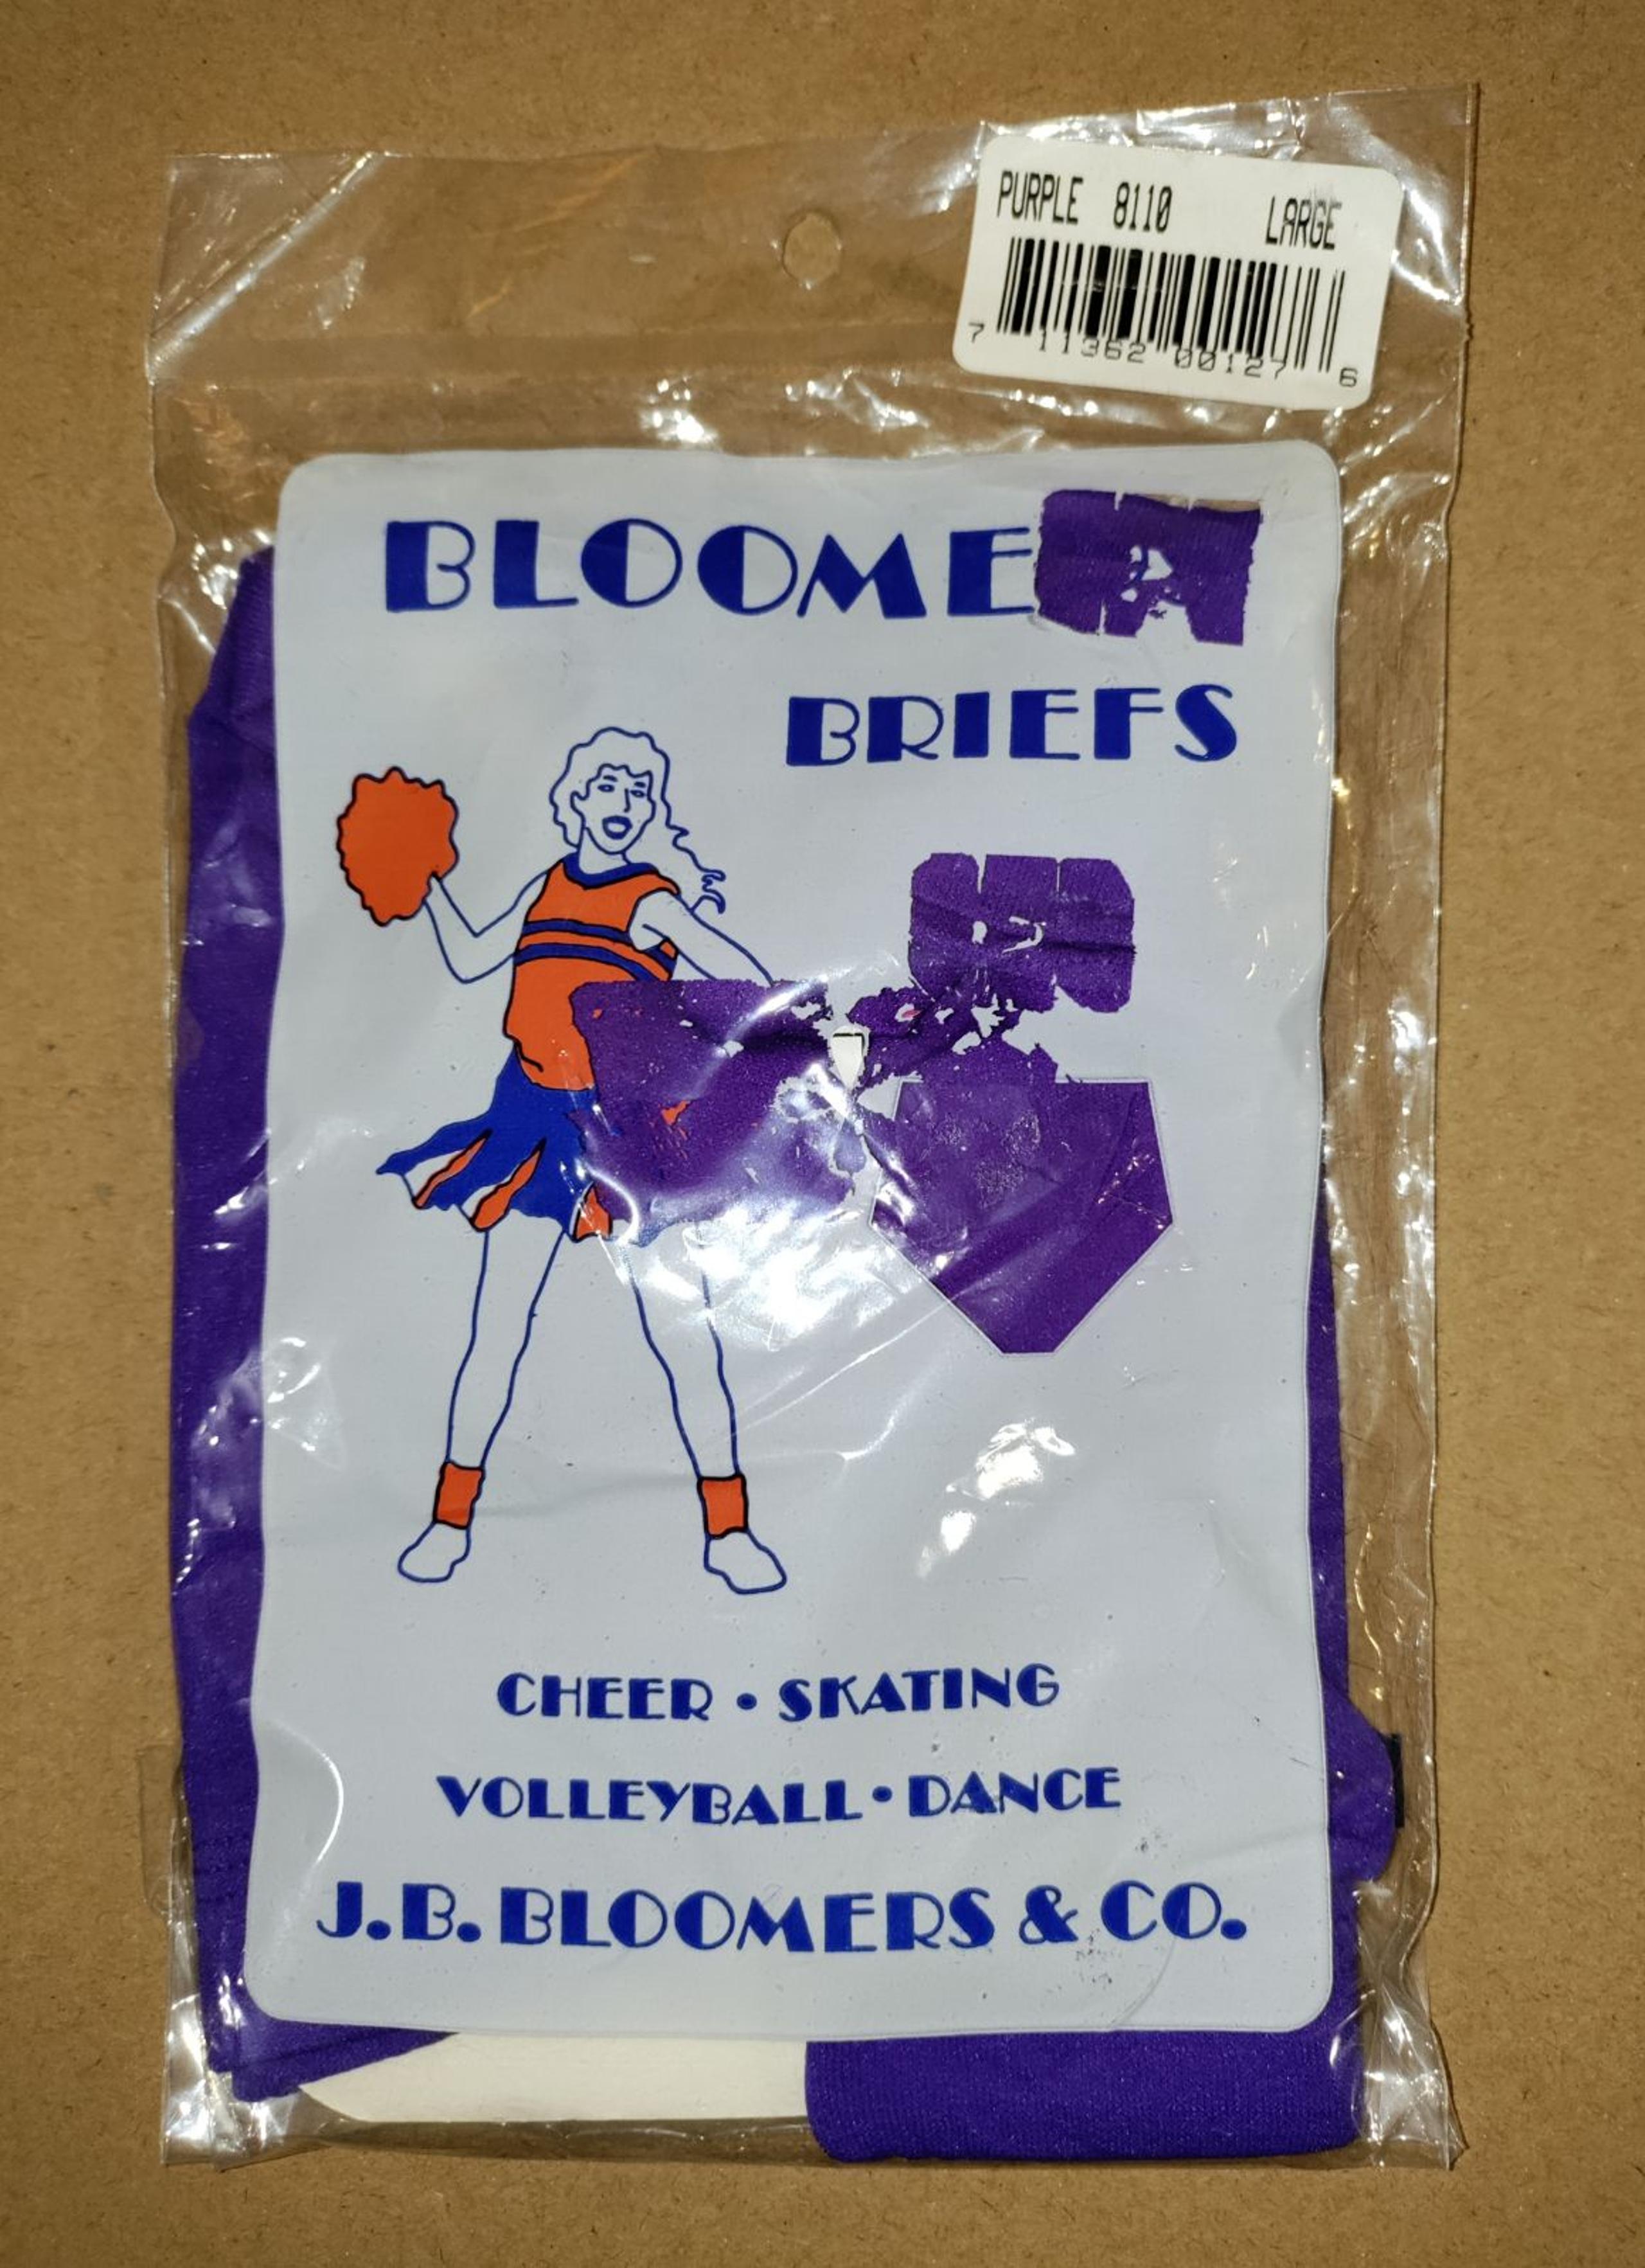 PURPLE 8110 LARGE
7 11362 00127 6
BLOOME
BRIEFS
CHEER • SKATING
VOLLEYBALL • DANCE
J.B. BLOOMERS & CO.